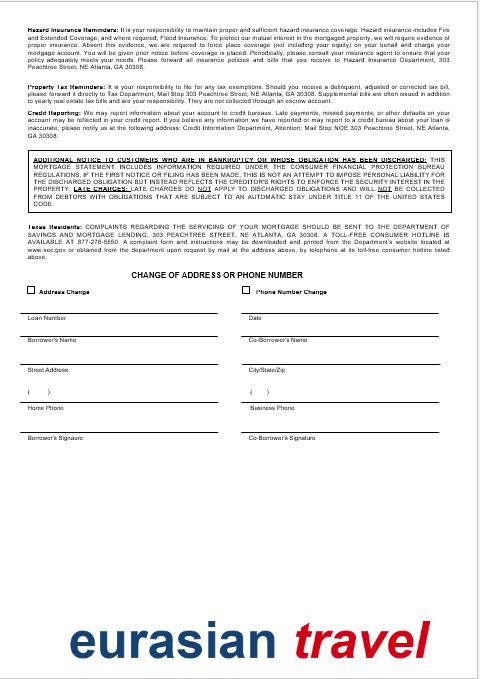 Hazard Insurance Reminders: It is your responsibility to maintain proper and sufficient hazard insurance coverage. Hazard insurance includes Fire
and Extended Coverage, and where required, Flood Insurance. To protect our mutual interest in the mortgaged property, we will require evidence of
proper insurance. Absent this evidence, we are required to force place coverage (not including your equity) on your behalf and charge your
mortgage account. You will be notified before coverage is placed. Periodically, please consult your insurance agent to ensure that your
policy adequately meets your needs. Please forward all insurance policies and bills that you receive to Hazard Insurance Department, 303
Peachtree Street, NE Atlanta, GA 30308.
Property Tax Reminders: It is your responsibility to file for any tax exemptions. Should you receive a delinquent, adjusted or corrected tax bill,
please forward it directly to Tax Department, Mail Stop 303 Peachtree Street, NE Atlanta, GA 30308. Supplemental bills are often issued in addition
to yearly real estate tax bills and are your responsibility. They are not collected through an escrow account.
Credit Reporting: We may report information about your account to credit bureaus. Late payments, missed payments, or other defaults on your
account may be reflected in your credit report. If you believe any information we have reported or may report to a credit bureau about your loan is
inaccurate, please notify us at the following address: Credit Information Department, Attention: Mail Stop NOE 303 Peachtree Street, NE Atlanta,
GA 30308.
ADDITIONAL NOTICE TO CUSTOMERS WHO ARE IN BANKRUPTCY OR WHOSE OBLIGATION HAS BEEN DISCHARGED: THIS
MORTGAGE STATEMENT INCLUDES INFORMATION REQUIRED UNDER THE CONSUMER FINANCIAL PROTECTION BUREAU
REGULATIONS. IF THE FIRST NOTICE OR FILING HAS BEEN MADE, THIS IS NOT AN ATTEMPT TO IMPOSE PERSONAL LIABILITY FOR
THE DISCHARGED OBLIGATION BUT INSTEAD REFLECTS THE CREDITOR'S RIGHTS TO ENFORCE THE SECURITY INTEREST IN THE
PROPERTY. LATE CHARGES: LATE CHARGES DO NOT APPLY TO DISCHARGED OBLIGATIONS AND WILL NOT BE COLLECTED
FROM DEBTORS WITH OBLIGATIONS THAT ARE SUBJECT TO AN AUTOMATIC STAY UNDER TITLE 11 OF THE UNITED STATES
CODE.
Texas Residents: COMPLAINTS REGARDING THE SERVICING OF YOUR MORTGAGE SHOULD BE SENT TO THE DEPARTMENT OF
SAVINGS AND MORTGAGE LENDING, 303 PEACHTREE STREET, NE ATLANTA, GA 30308. A TOLL-FREE CONSUMER HOTLINE IS
AVAILABLE AT 877-276-5550. A complaint form and instructions may be downloaded and printed from the Department's website located at
www.sec.gov or obtained from the department upon request by mail at the address above, by telephone at its toll-free consumer hotline listed
above.
CHANGE OF ADDRESS OR PHONE NUMBER
Address Change Phone Number Change
Loan Number Date
Borrower's Name Co-Borrower's Name
Street Address City/State/Zip
( ) ( )
Home Phone Business Phone
Borrower's Signaure Co-Borrower's Signature
eurasian travel